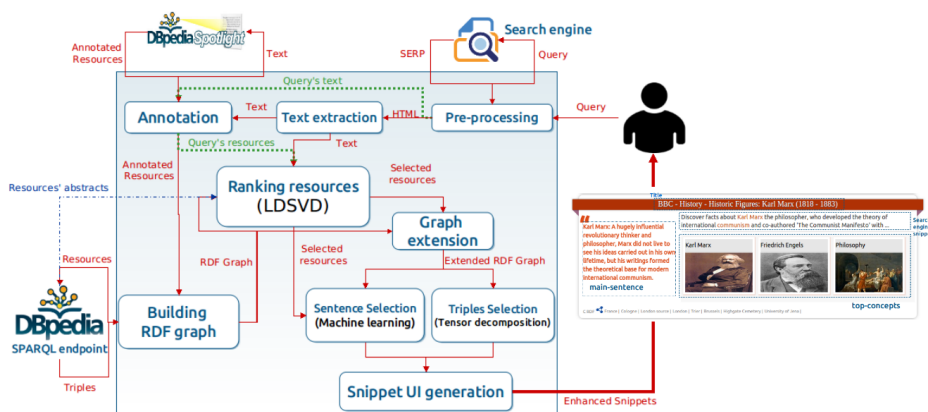 DBpedia Spotlight
Search engine
Annotated
Resources
Text
SERP
Query
Query's text
Annotation
Text
Text extraction
HTML
Pre-processing
Query
Query's resources
Text
Annotated
Resources
Ranking resources
(LDSVD)
Selected
resources
Resources' abstracts
Graph
extension
RDF Graph
Selected
resources
Extended RDF Graph
Resources
DBpedia
SPARQL endpoint
Triples
Building
RDF graph
Sentence Selection
(Machine learning)
Triples Selection
(Tensor decomposition)
Snippet UI generation
Enhanced Snippets
Title
BBC - History - Historic Figures: Karl Marx (1818 - 1883)
Karl Marx: A hugely influential
revolutionary thinker and
philosopher, Marx did not live to
see his ideas carried out in his own
lifetime, but his writings formed
the theoretical base for modern
international communism.
main-sentence
Discover facts about Karl Marx the philosopher, who developed the theory of
international communism and co-authored 'The Communist Manifesto' with ...
Searc
engin
snipp
Karl Marx
Friedrich Engels
Philosophy
top-concepts